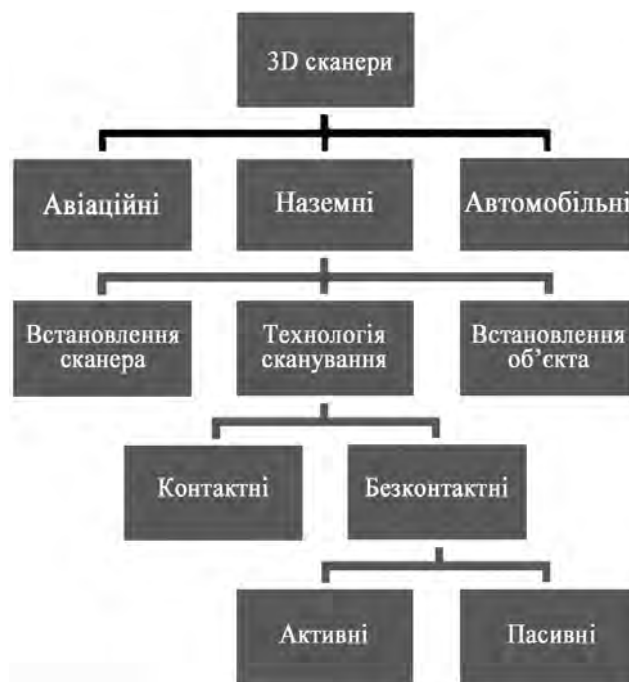 3D сканери
Авіаційні
Наземні
Автомобільні
Встановлення
сканера
Технологія
сканування
Встановлення
об’єкта
Контактні
Безконтактні
Активні
Пасивні